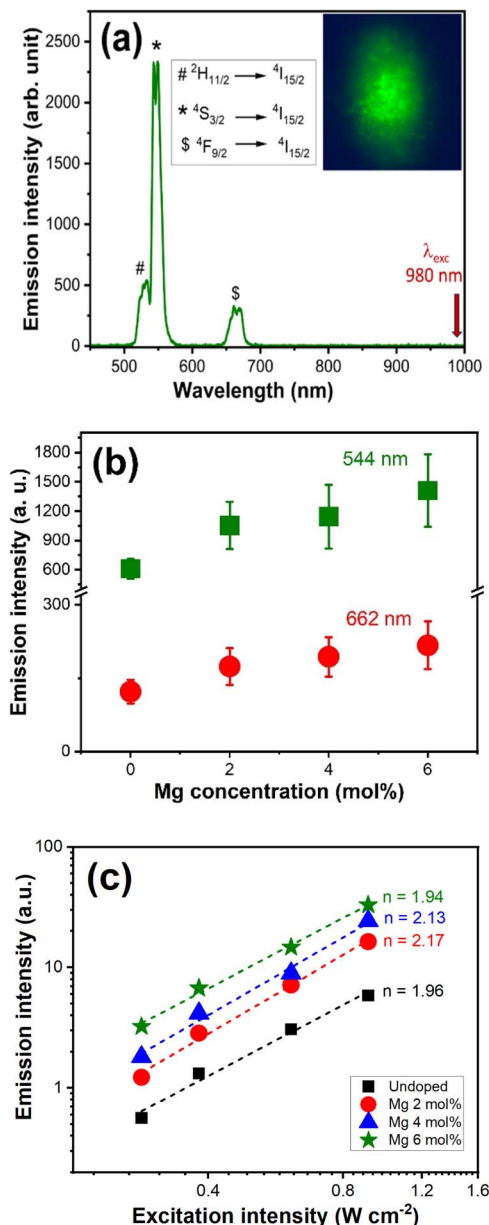 (a)
Emission intensity (arb. unit)
2500
2000
1500
1000
500
0
*
#
$
# ²H₁₁/₂ → ⁴I₁₅/₂
* ⁴S₃/₂ → ⁴I₁₅/₂
$ ⁴F₉/₂ → ⁴I₁₅/₂
λexc
980 nm
500 600 700 800 900 1000
Wavelength (nm)
(b)
Emission intensity (a. u.)
1800
1500
1200
900
600
300
0
544 nm
662 nm
0 2 4 6
Mg concentration (mol%)
(c)
Emission intensity (a.u.)
100
10
1
n = 1.94
n = 2.13
n = 2.17
n = 1.96
Undoped
Mg 2 mol%
Mg 4 mol%
Mg 6 mol%
0.4 0.8 1.2 1.6
Excitation intensity (W cm⁻²)